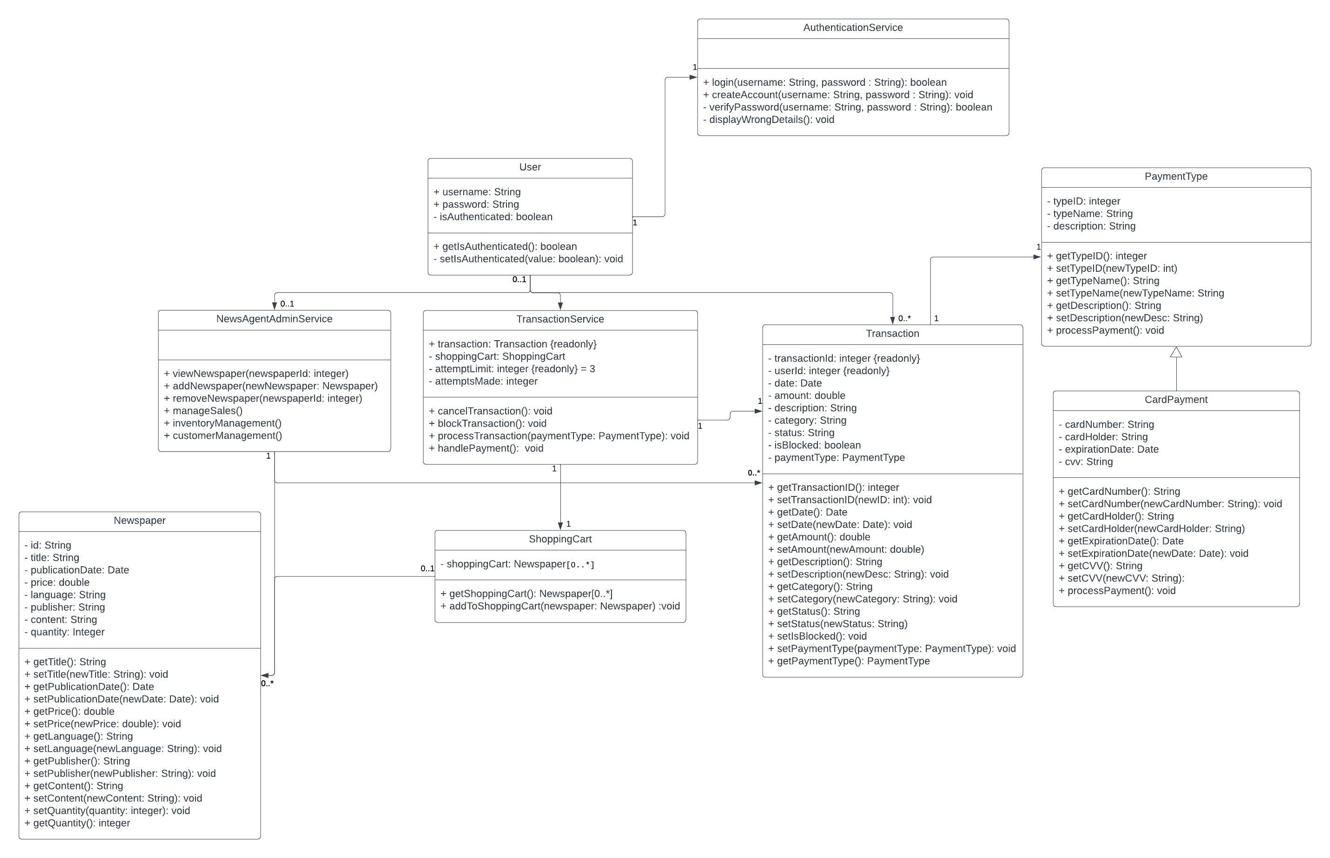 AuthenticationService
+ login(username: String, password : String): boolean
+ createAccount(username: String, password : String): void
- verifyPassword(username: String, password : String): boolean
- displayWrongDetails(): void
1
User
+ username: String
+ password: String
- isAuthenticated: boolean
+ getIsAuthenticated(): boolean
- setIsAuthenticated(value: boolean): void
1
0..1
PaymentType
- typeID: integer
- typeName: String
- description: String
+ getTypeID(): integer
+ setTypeID(newTypeID: int)
+ getTypeName(): String
+ setTypeName(newTypeName: String
+ getDescription(): String
+ setDescription(newDesc: String)
+ processPayment(): void
1
0..1
NewsAgentAdminService
+ viewNewspaper(newspaperId: integer)
+ addNewspaper(newNewspaper: Newspaper)
+ removeNewspaper(newspaperId: integer)
+ manageSales()
+ inventoryManagement()
+ customerManagement()
1
TransactionService
+ transaction: Transaction {readonly}
- shoppingCart: ShoppingCart
- attemptLimit: integer {readonly} = 3
- attemptsMade: integer
+ cancelTransaction(): void
+ blockTransaction(): void
+ processTransaction(paymentType: PaymentType): void
+ handlePayment():  void
1
1
0..*
1
Transaction
- transactionId: integer {readonly}
- userId: integer {readonly}
- date: Date
- amount: double
- description: String
- category: String
- status: String
- isBlocked: boolean
- paymentType: PaymentType
+ getTransactionID(): integer
+ setTransactionID(newID: int): void
+ getDate(): Date
+ setDate(newDate: Date): void
+ getAmount(): double
+ setAmount(newAmount: double)
+ getDescription(): String
+ setDescription(newDesc: String): void
+ getCategory(): String
+ setCategory(newCategory: String): void
+ getStatus(): String
+ setStatus(newStatus: String)
+ setIsBlocked(): void
+ setPaymentType(paymentType: PaymentType): void
+ getPaymentType(): PaymentType
1
0..*
CardPayment
- cardNumber: String
- cardHolder: String
- expirationDate: Date
- cvv: String
+ getCardNumber(): String
+ setCardNumber(newCardNumber: String): void
+ getCardHolder(): String
+ setCardHolder(newCardHolder: String)
+ getExpirationDate(): Date
+ setExpirationDate(newDate: Date): void
+ getCVV(): String
+ setCVV(newCVV: String):
+ processPayment(): void
Newspaper
- id: String
- title: String
- publicationDate: Date
- price: double
- language: String
- publisher: String
- content: String
- quantity: Integer
+ getTitle(): String
+ setTitle(newTitle: String): void
+ getPublicationDate(): Date
+ setPublicationDate(newDate: Date): void
+ getPrice(): double
+ setPrice(newPrice: double): void
+ getLanguage(): String
+ setLanguage(newLanguage: String): void
+ getPublisher(): String
+ setPublisher(newPublisher: String): void
+ getContent(): String
+ setContent(newContent: String): void
+ setQuantity(quantity: integer): void
+ getQuantity(): integer
0..*
1
ShoppingCart
- shoppingCart: Newspaper[0..*]
+ getShoppingCart(): Newspaper[0..*]
+ addToShoppingCart(newspaper: Newspaper) :void
0..1